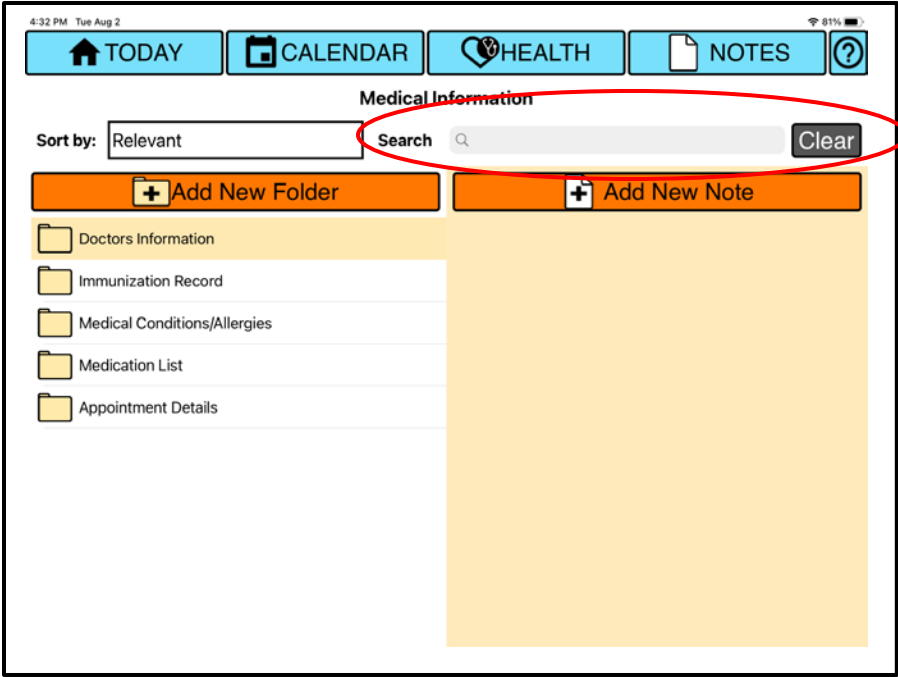 4:32 PM Tue Aug 2 81%
TODAY CALENDAR HEALTH NOTES ?
Medical Information
Sort by: Relevant Search Clear
Add New Folder Add New Note
Doctors Information
Immunization Record
Medical Conditions/Allergies
Medication List
Appointment Details